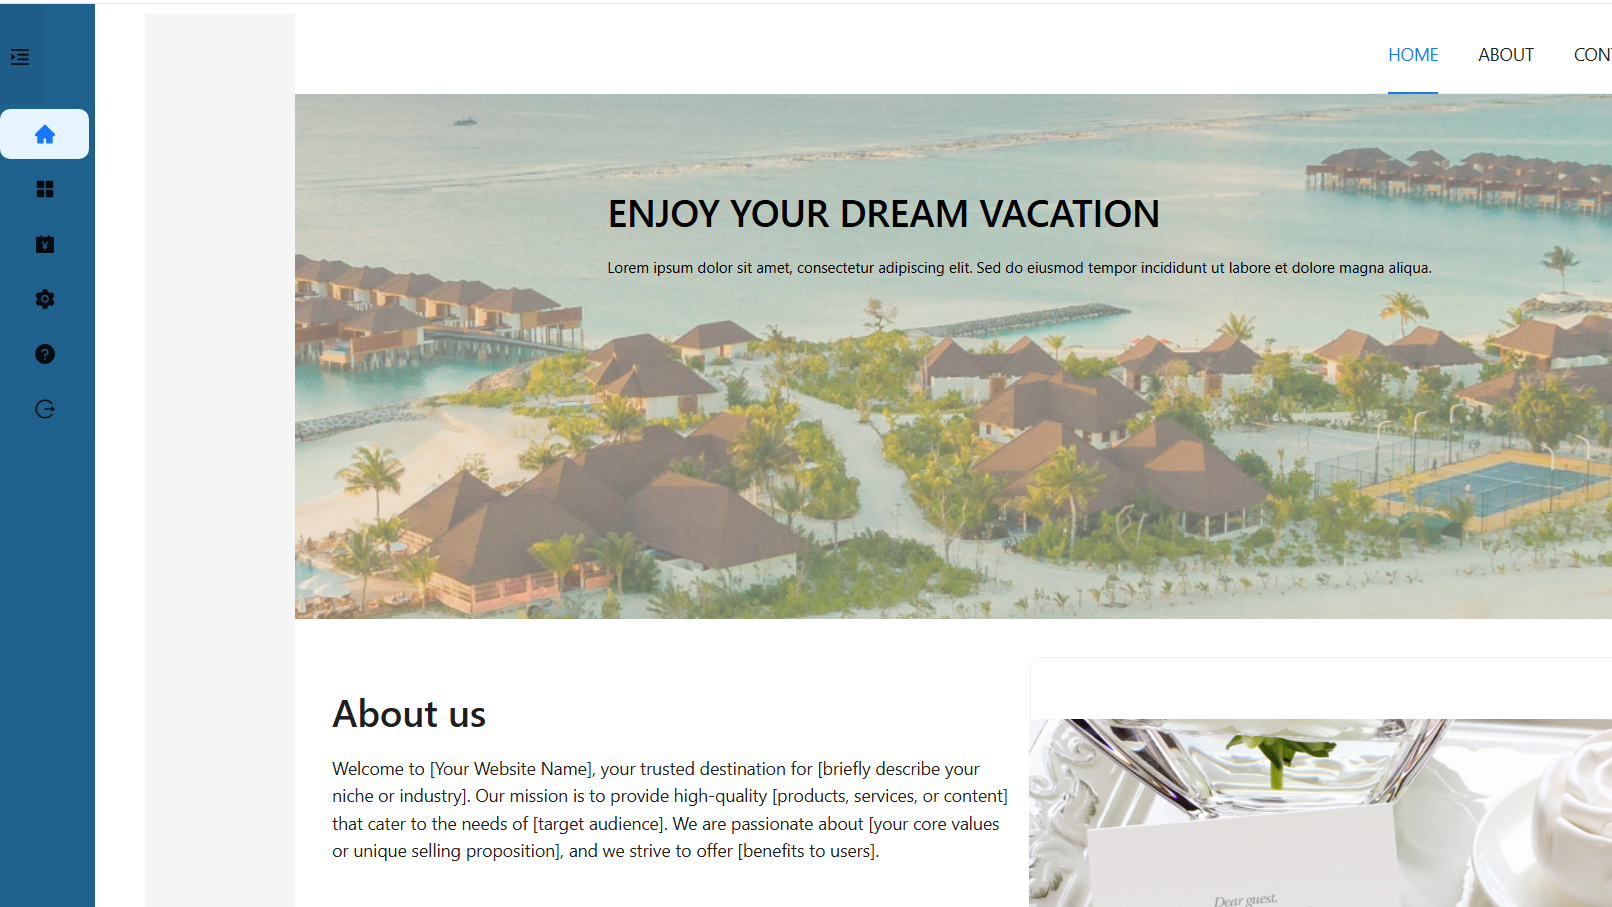 HOME ABOUT CONT
ENJOY YOUR DREAM VACATION
Lorem ipsum dolor sit amet, consectetur adipiscing elit. Sed do eiusmod tempor incididunt ut labore et dolore magna aliqua.
About us
Welcome to [Your Website Name], your trusted destination for [briefly describe your
niche or industry]. Our mission is to provide high-quality [products, services, or content]
that cater to the needs of [target audience]. We are passionate about [your core values
or unique selling proposition], and we strive to offer [benefits to users].
Dear guest,